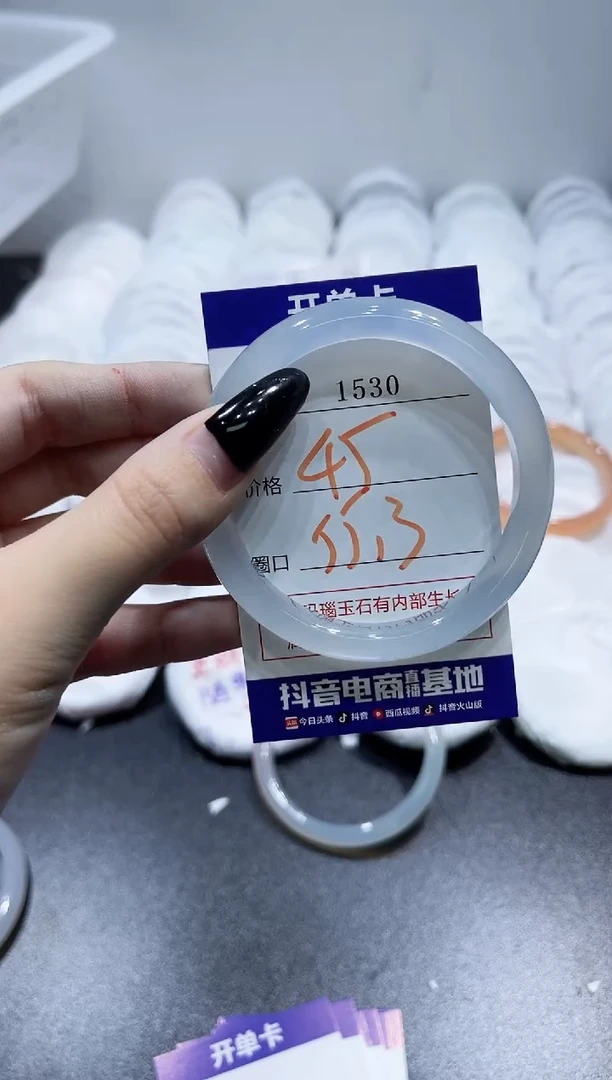 开单卡
1530
价格 45
圈口 55.3
玛瑙玉石有内部生长
抖音电商直播基地
今日头条 抖音 西瓜视频 抖音火山版
开单卡